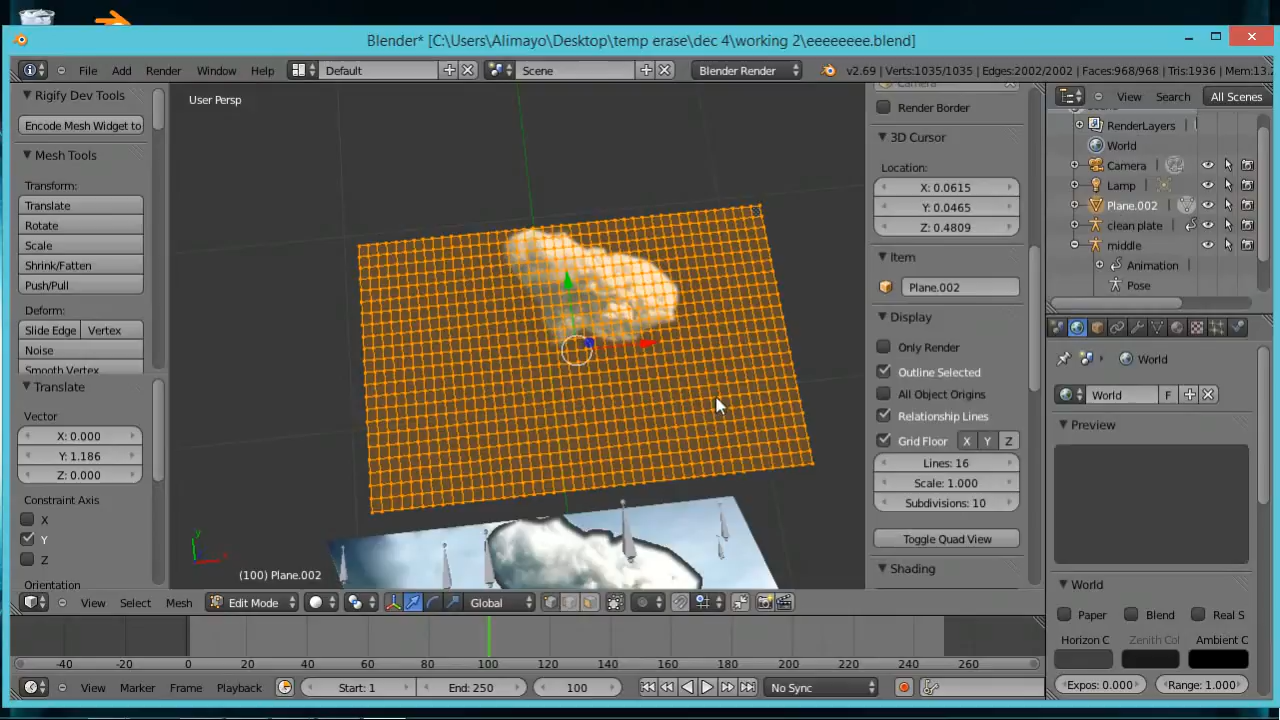 Blender* [C:\Users\Alimayo\Desktop\temp erase\dec 4\working 2\eeeeeeee.blend]
File Add Render Window Help Default Scene Blender Render v2.69 | Verts:1035/1035 | Edges:2002/2002 | Faces:968/968 | Tris:1936 | Mem:13.2
Rigify Dev Tools
Encode Mesh Widget to
Mesh Tools
Transform:
Translate
Rotate
Scale
Shrink/Fatten
Push/Pull
Deform:
Slide Edge Vertex
Noise
Smooth Vertex
Translate
Vector
X: 0.000
Y: 1.186
Z: 0.000
Constraint Axis
X
Y
Z
Orientation
User Persp
(100) Plane.002
Camera
Render Border
3D Cursor
Location:
X: 0.0615
Y: 0.0465
Z: 0.4809
Item
Plane.002
Display
Only Render
Outline Selected
All Object Origins
Relationship Lines
Grid Floor X Y Z
Lines: 16
Scale: 1.000
Subdivisions: 10
Toggle Quad View
Shading
View Search All Scenes
RenderLayers
World
Camera
Lamp
Plane.002
clean plate
middle
Animation
Pose
World
World F
Preview
World
Paper Blend Real S
Horizon C Zenith Col Ambient C
Expos: 0.000 Range: 1.000
View Select Mesh Edit Mode Global
-40 -20 0 20 40 60 80 100 120 140 160 180 200 220 240 260
View Marker Frame Playback Start: 1 End: 250 100 No Sync